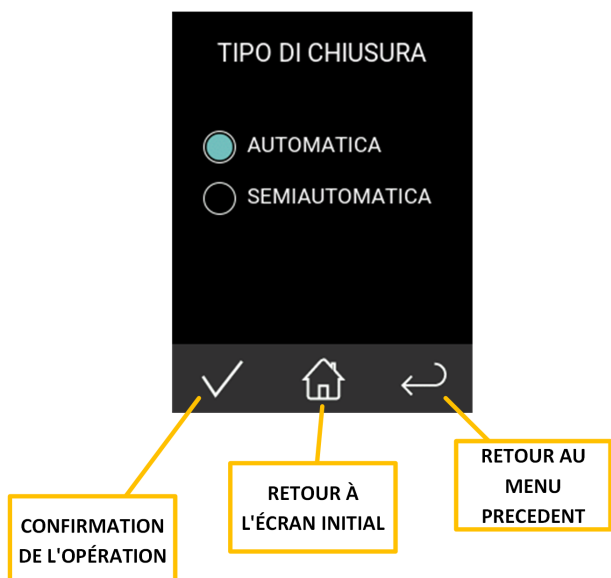 TIPO DI CHIUSURA
AUTOMATICA
SEMIAUTOMATICA
CONFIRMATION
DE L'OPÉRATION
RETOUR À
L'ÉCRAN INITIAL
RETOUR AU
MENU
PRECEDENT